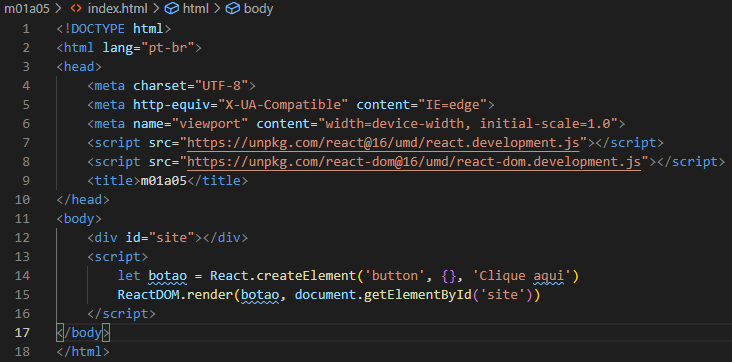 m01a05 > <> index.html > html > body
1 <!DOCTYPE html>
2 <html lang="pt-br">
3 <head>
4     <meta charset="UTF-8">
5     <meta http-equiv="X-UA-Compatible" content="IE=edge">
6     <meta name="viewport" content="width=device-width, initial-scale=1.0">
7     <script src="https://unpkg.com/react@16/umd/react.development.js"></script>
8     <script src="https://unpkg.com/react-dom@16/umd/react-dom.development.js"></script>
9     <title>m01a05</title>
10 </head>
11 <body>
12     <div id="site"></div>
13     <script>
14         let botao = React.createElement('button', {}, 'Clique aqui')
15         ReactDOM.render(botao, document.getElementById('site'))
16     </script>
17 </body>
18 </html>